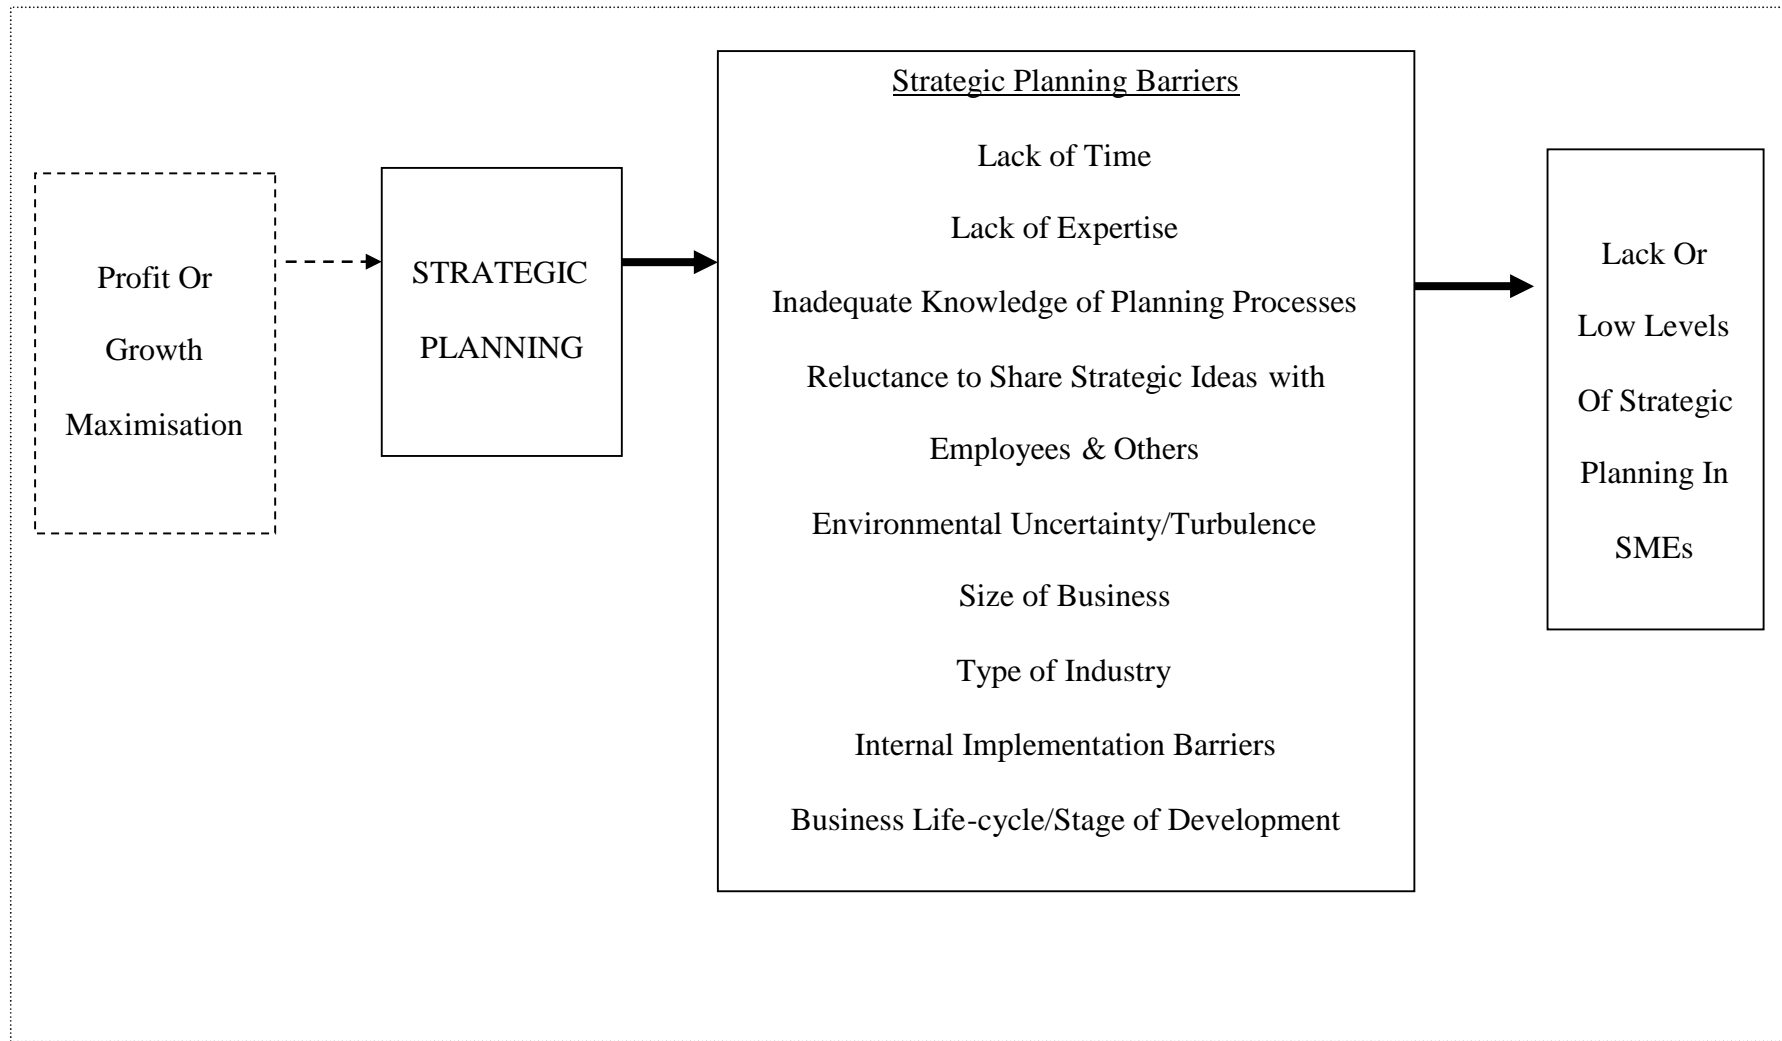 Profit Or
Growth
Maximisation
STRATEGIC
PLANNING
Strategic Planning Barriers
Lack of Time
Lack of Expertise
Inadequate Knowledge of Planning Processes
Reluctance to Share Strategic Ideas with
Employees & Others
Environmental Uncertainty/Turbulence
Size of Business
Type of Industry
Internal Implementation Barriers
Business Life-cycle/Stage of Development
Lack Or
Low Levels
Of Strategic
Planning In
SMEs